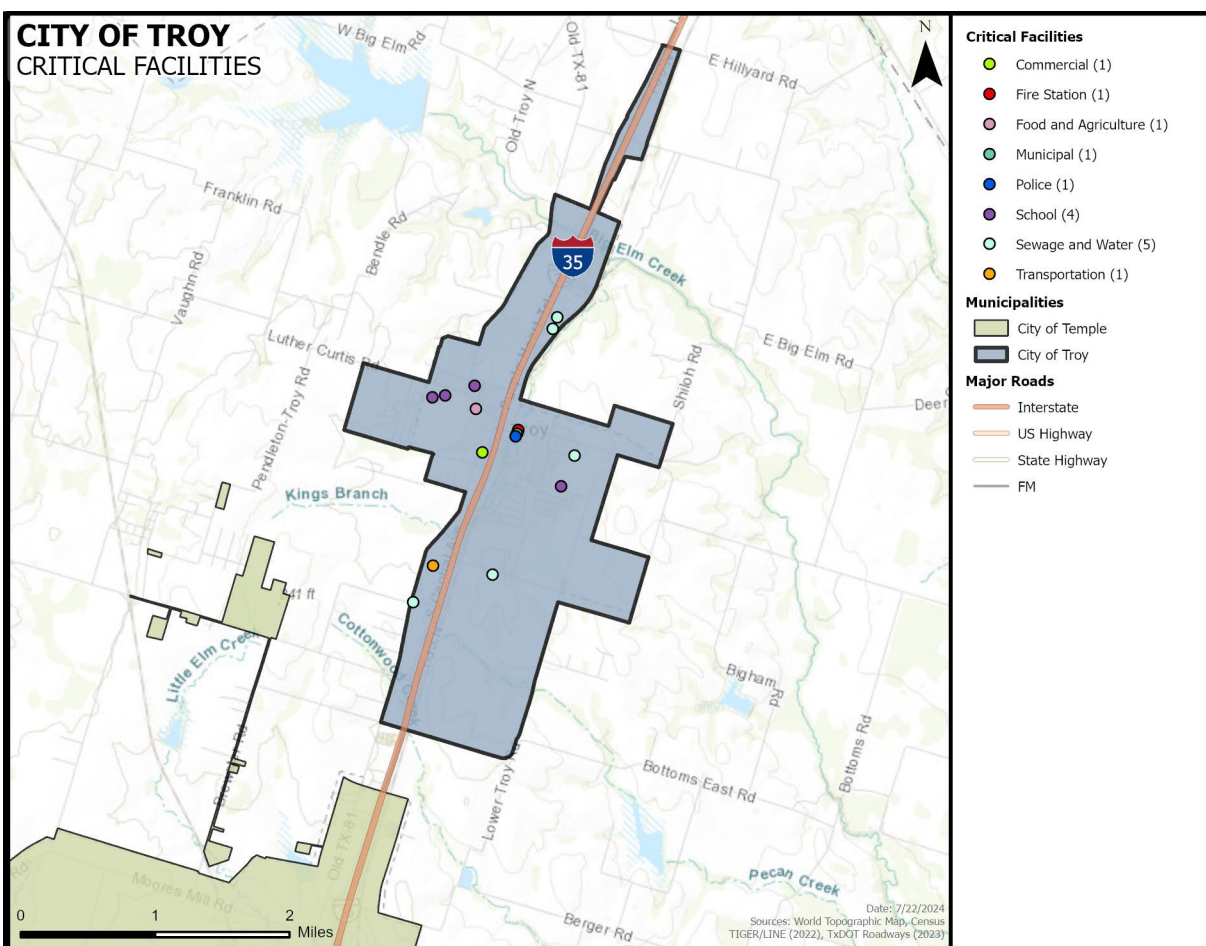 CITY OF TROY
CRITICAL FACILITIES
N
W Big Elm Rd
Old TX-81
E Hillyard Rd
Old Troy N
Franklin Rd
Bendle Rd
Vaughn Rd
35
Big Elm Creek
Luther Curtis Rd
E Big Elm Rd
Shiloh Rd
Pendleton-Troy Rd
Deer
Kings Branch
41 ft
Cottonwood Creek
Little Elm Creek
Bigham Rd
Bottoms Rd
Bottoms East Rd
Lower Troy Rd
Old TX-81
Moores Mill Rd
Pecan Creek
Berger Rd
0 1 2
Miles
Date: 7/22/2024
Sources: World Topographic Map, Census
TIGER/LINE (2022), TxDOT Roadways (2023)
Critical Facilities
Commercial (1)
Fire Station (1)
Food and Agriculture (1)
Municipal (1)
Police (1)
School (4)
Sewage and Water (5)
Transportation (1)
Municipalities
City of Temple
City of Troy
Major Roads
Interstate
US Highway
State Highway
FM